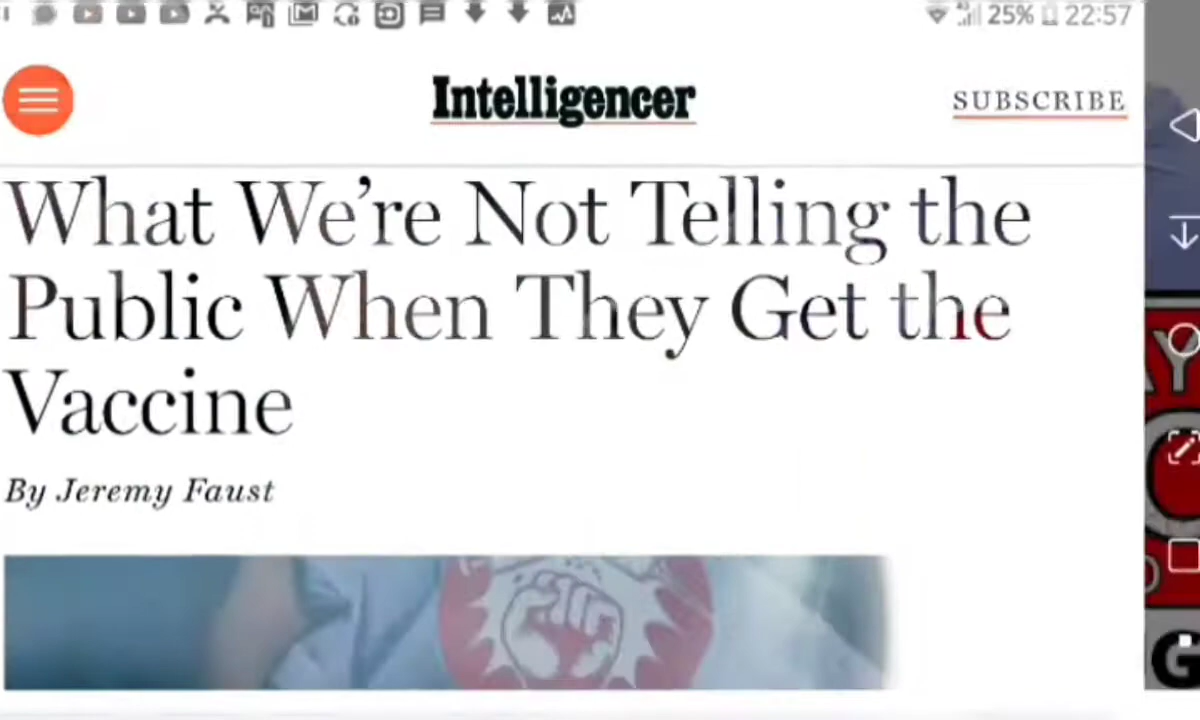 25% 22:57
Intelligencer
SUBSCRIBE
What We're Not Telling the
Public When They Get the
Vaccine
By Jeremy Faust